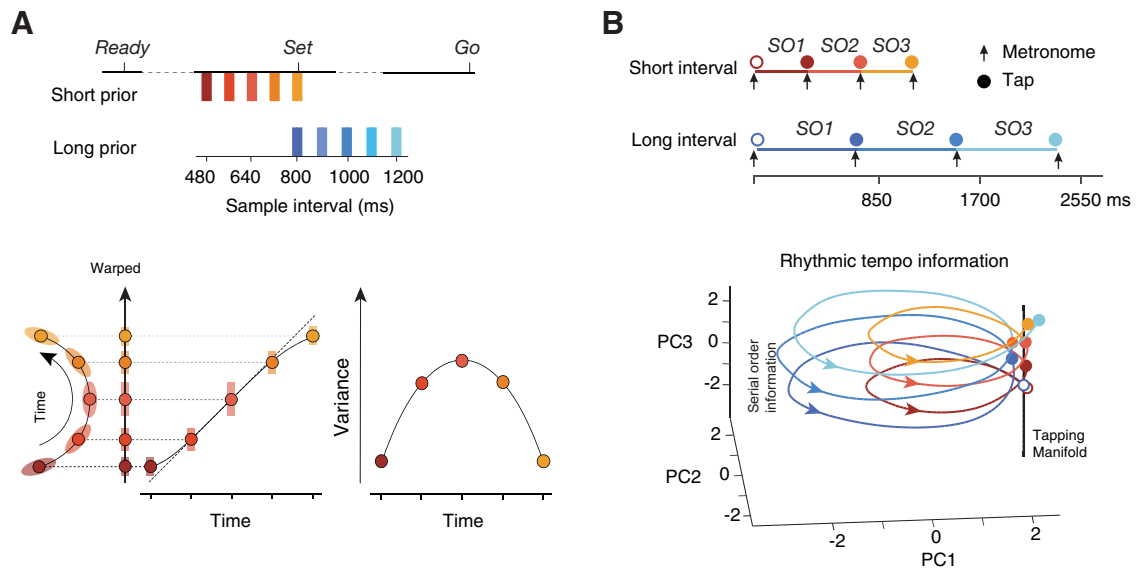 A
Ready
Set
Go
Short prior
Long prior
480
640
800
1000
1200
Sample interval (ms)
Warped
Time
Time
Variance
Time
B
SO1
SO2
SO3
Short interval
Metronome
Tap
Long interval
SO1
SO2
SO3
850
1700
2550 ms
Rhythmic tempo information
2
PC3
0
-2
Serial order
information
Tapping
Manifold
2
PC2
0
-2
-2
0
2
PC1